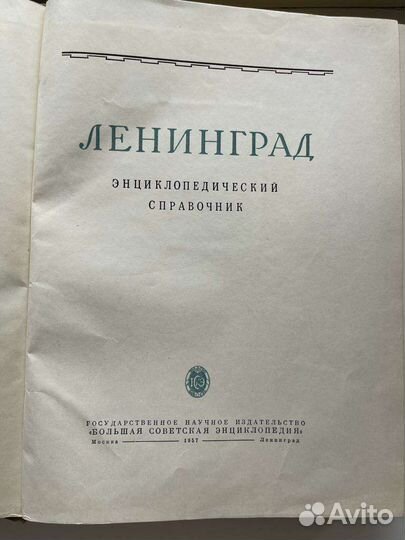 ЛЕНИНГРАД
ЭНЦИКЛОПЕДИЧЕСКИЙ
СПРАВОЧНИК
ГОСУДАРСТВЕННОЕ НАУЧНОЕ ИЗДАТЕЛЬСТВО
«БОЛЬШАЯ СОВЕТСКАЯ ЭНЦИКЛОПЕДИЯ»
Москва — 1957 — Ленинград
Avito